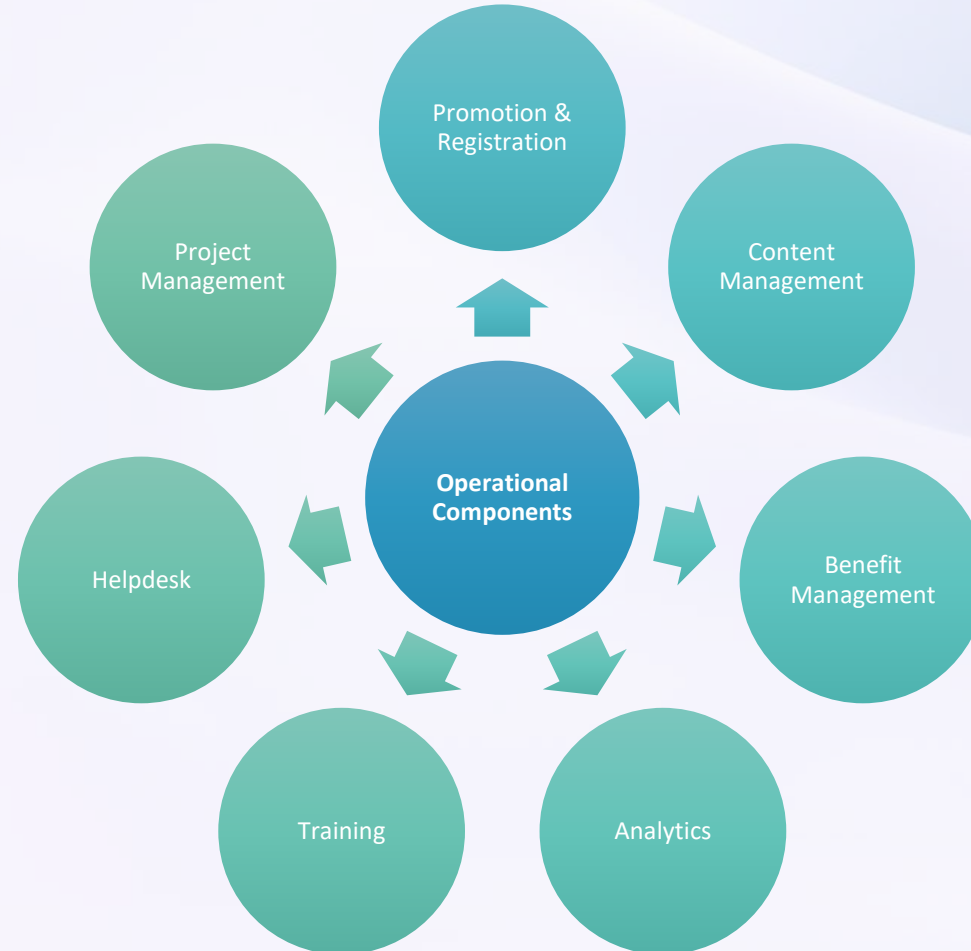 Promotion &
Registration
Content
Management
Benefit
Management
Analytics
Training
Helpdesk
Project
Management
Operational
Components